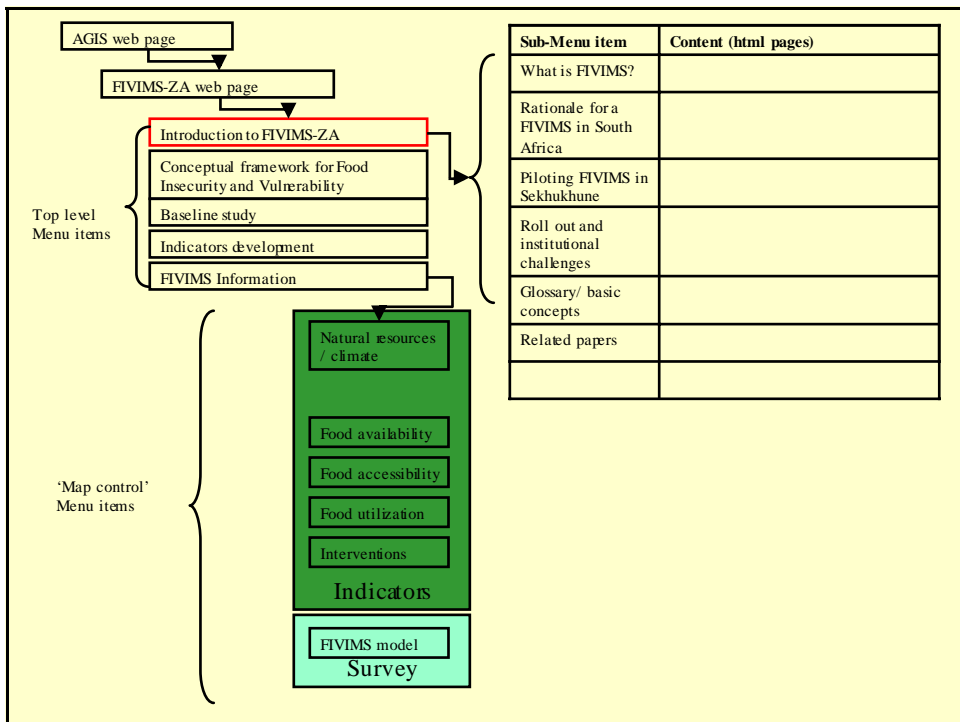 AGIS web page
FIVIMS-ZA web page
Introduction to FIVIMS-ZA
Conceptual framework for Food
Insecurity and Vulnerability
Baseline study
Indicators development
FIVIMS Information
Top level
Menu items
Natural resources
/ climate
Food availability
Food accessibility
Food utilization
Interventions
Indicators
FIVIMS model
Survey
‘Map control’
Menu items
Sub-Menu item Content (html pages)
What is FIVIMS?
Rationale for a
FIVIMS in South
Africa
Piloting FIVIMS in
Sekhukhune
Roll out and
institutional
challenges
Glossary/ basic
concepts
Related papers